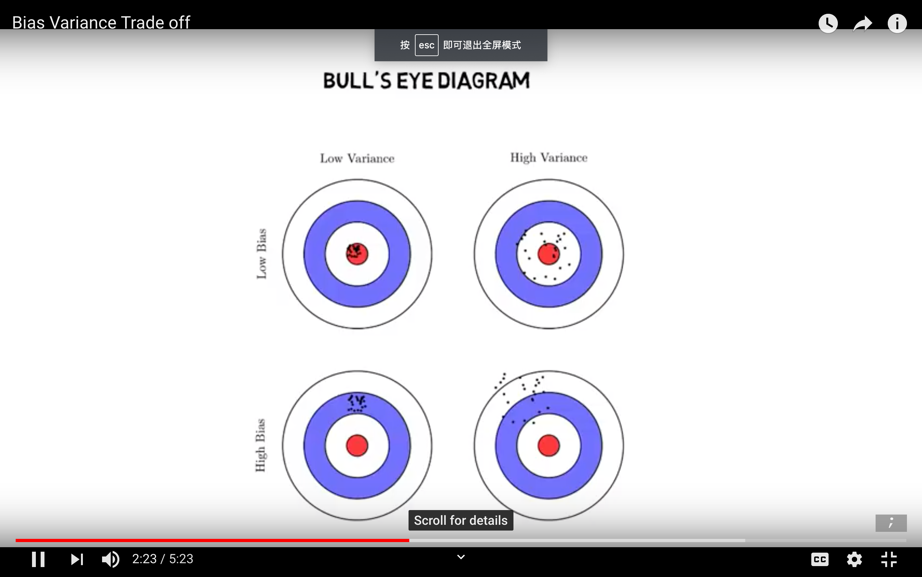 Bias Variance Trade off
按 esc 即可退出全屏模式
BULL'S EYE DIAGRAM
Low Variance
High Variance
Low Bias
High Bias
Scroll for details
2:23 / 5:23
CC